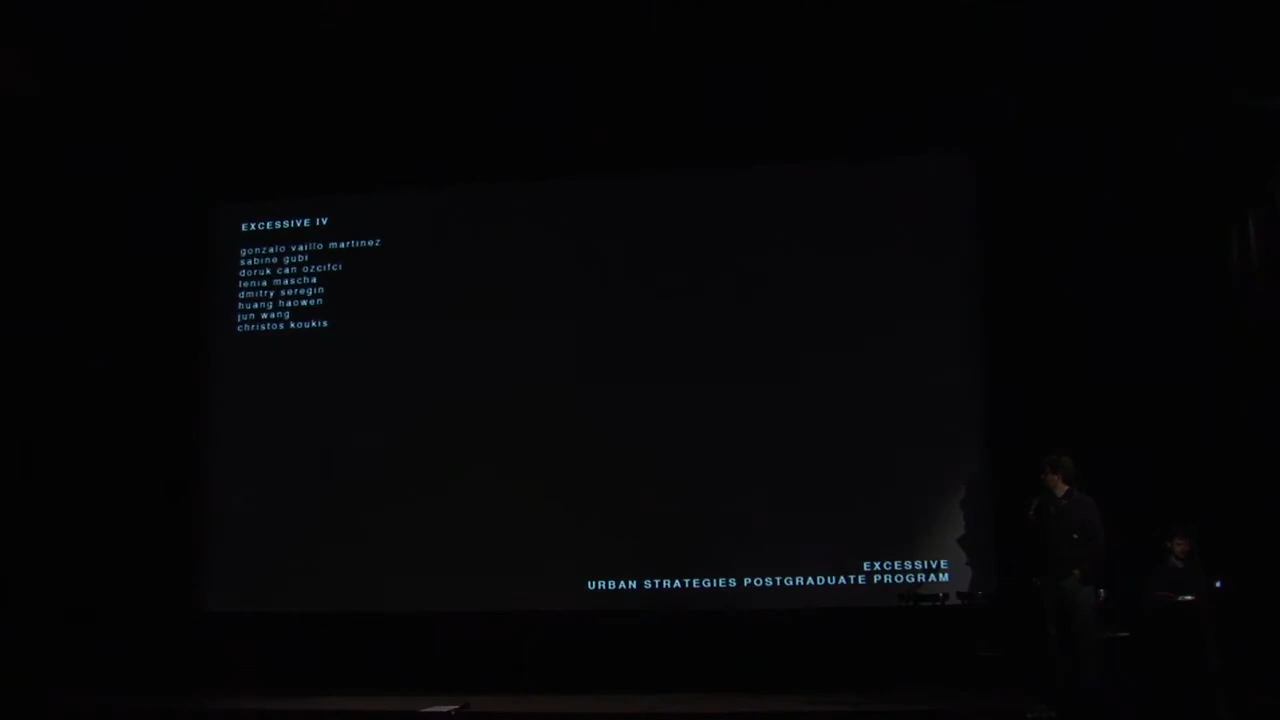 EXCESSIVE IV
gonzalo vaillo martinez
sabine gubi
doruk can ozcifci
lenia mascha
dmitry seregin
huang haowen
jun wang
christos koukis
EXCESSIVE
URBAN STRATEGIES POSTGRADUATE PROGRAM